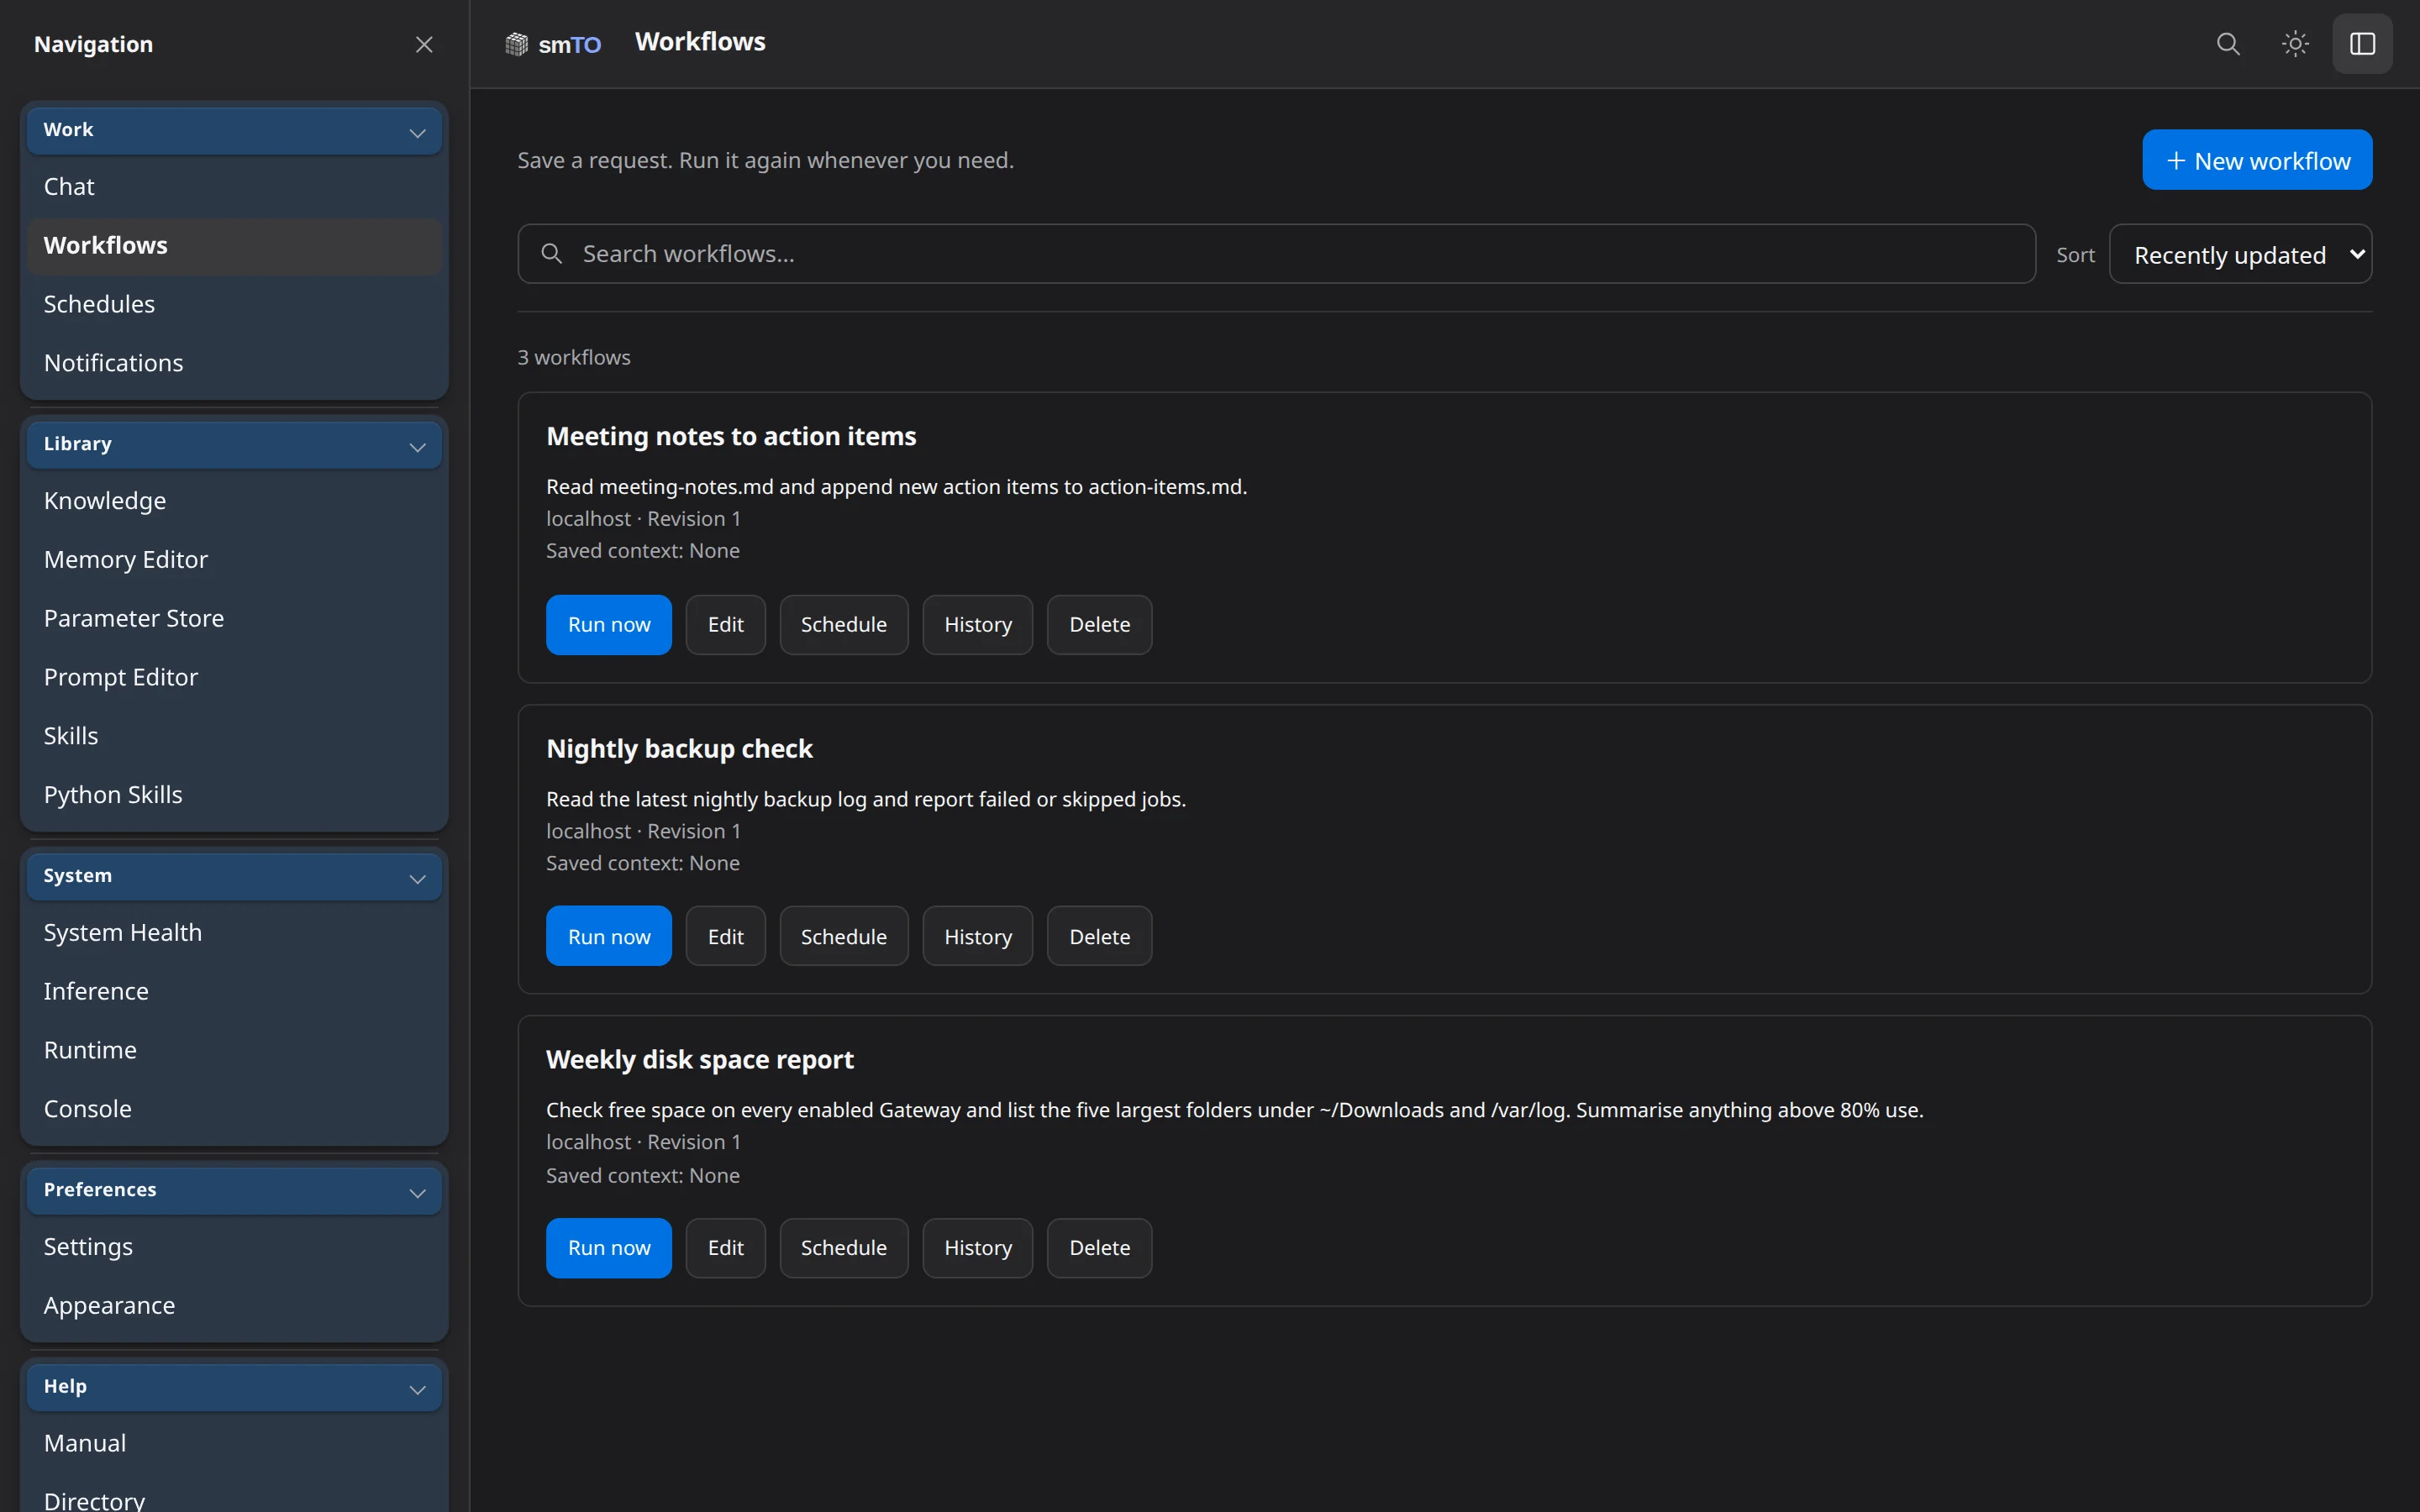 Navigation
Work
Chat
Workflows
Schedules
Notifications
Library
Knowledge
Memory Editor
Parameter Store
Prompt Editor
Skills
Python Skills
System
System Health
Inference
Runtime
Console
Preferences
Settings
Appearance
Help
Manual
Directory
smTO
Workflows
Save a request. Run it again whenever you need.
New workflow
Search workflows...
Sort
Recently updated
3 workflows
Meeting notes to action items
Read meeting-notes.md and append new action items to action-items.md.
localhost · Revision 1
Saved context: None
Run now Edit Schedule History Delete
Nightly backup check
Read the latest nightly backup log and report failed or skipped jobs.
localhost · Revision 1
Saved context: None
Run now Edit Schedule History Delete
Weekly disk space report
Check free space on every enabled Gateway and list the five largest folders under ~/Downloads and /var/log. Summarise anything above 80% use.
localhost · Revision 1
Saved context: None
Run now Edit Schedule History Delete